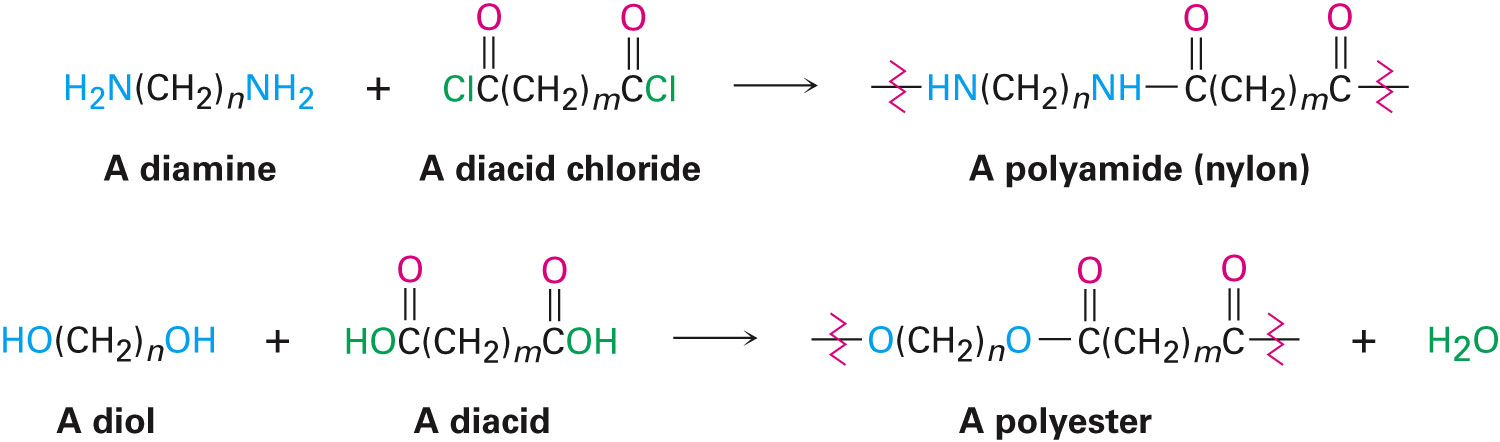 O O O O
H₂N(CH₂)ₙNH₂ + ClC(CH₂)ₘCCl ⟶ HN(CH₂)ₙNH—C(CH₂)ₘC
A diamine A diacid chloride A polyamide (nylon)
O O O O
HO(CH₂)ₙOH + HOC(CH₂)ₘCOH ⟶ O(CH₂)ₙO—C(CH₂)ₘC + H₂O
A diol A diacid A polyester